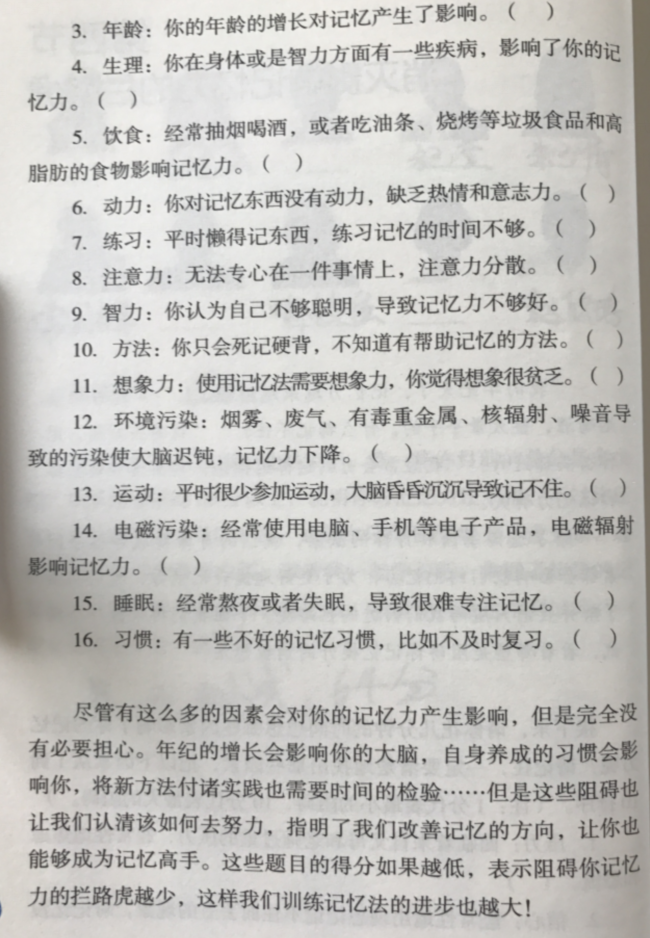 3. 年龄：你的年龄的增长对记忆产生了影响。（ ）
4. 生理：你在身体或是智力方面有一些疾病，影响了你的记
忆力。（ ）
5. 饮食：经常抽烟喝酒，或者吃油条、烧烤等垃圾食品和高
脂肪的食物影响记忆力。（ ）
6. 动力：你对记忆东西没有动力，缺乏热情和意志力。（ ）
7. 练习：平时懒得记东西，练习记忆的时间不够。（ ）
8. 注意力：无法专心在一件事情上，注意力分散。（ ）
9. 智力：你认为自己不够聪明，导致记忆力不够好。（ ）
10. 方法：你只会死记硬背，不知道有帮助记忆的方法。（ ）
11. 想象力：使用记忆法需要想象力，你觉得想象很贫乏。（ ）
12. 环境污染：烟雾、废气、有毒重金属、核辐射、噪音导
致的污染使大脑迟钝，记忆力下降。（ ）
13. 运动：平时很少参加运动，大脑昏昏沉沉导致记不住。（ ）
14. 电磁污染：经常使用电脑、手机等电子产品，电磁辐射
影响记忆力。（ ）
15. 睡眠：经常熬夜或者失眠，导致很难专注记忆。（ ）
16. 习惯：有一些不好的记忆习惯，比如不及时复习。（ ）
尽管有这么多的因素会对你的记忆力产生影响，但是完全没
有必要担心。年纪的增长会影响你的大脑，自身养成的习惯会影
响你，将新方法付诸实践也需要时间的检验……但是这些阻碍也
让我们认清该如何去努力，指明了我们改善记忆的方向，让你也
能够成为记忆高手。这些题目的得分如果越低，表示阻碍你记忆
力的拦路虎越少，这样我们训练记忆法的进步也越大！